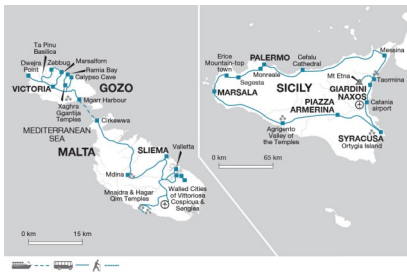 Ta Pinu
Basilica
Zebbug
Marsalforn
Dwejra
Point
Ramla Bay
Calypso Cave
VICTORIA
GOZO
Xaghra
Ggantija
Temples
Mgarr Harbour
MEDITERRANEAN
SEA
Cirkewwa
MALTA
SLIEMA
Valletta
Mdina
Mnajdra & Hagar
Qim Temples
Walled Cities
of Vittoriosa
Cospicua &
Senglea
0 km
15 km
Messina
Erice
Mountain-top
town
PALERMO
Cefalu
Cathedral
Monreale
Segesta
Mt Etna
Taormina
MARSALA
SICILY
GIARDINI
NAXOS
PIAZZA
ARMERINA
Catania
airport
Agrigento
Valley of
the Temples
SYRACUSA
Ortygia Island
0 km
65 km